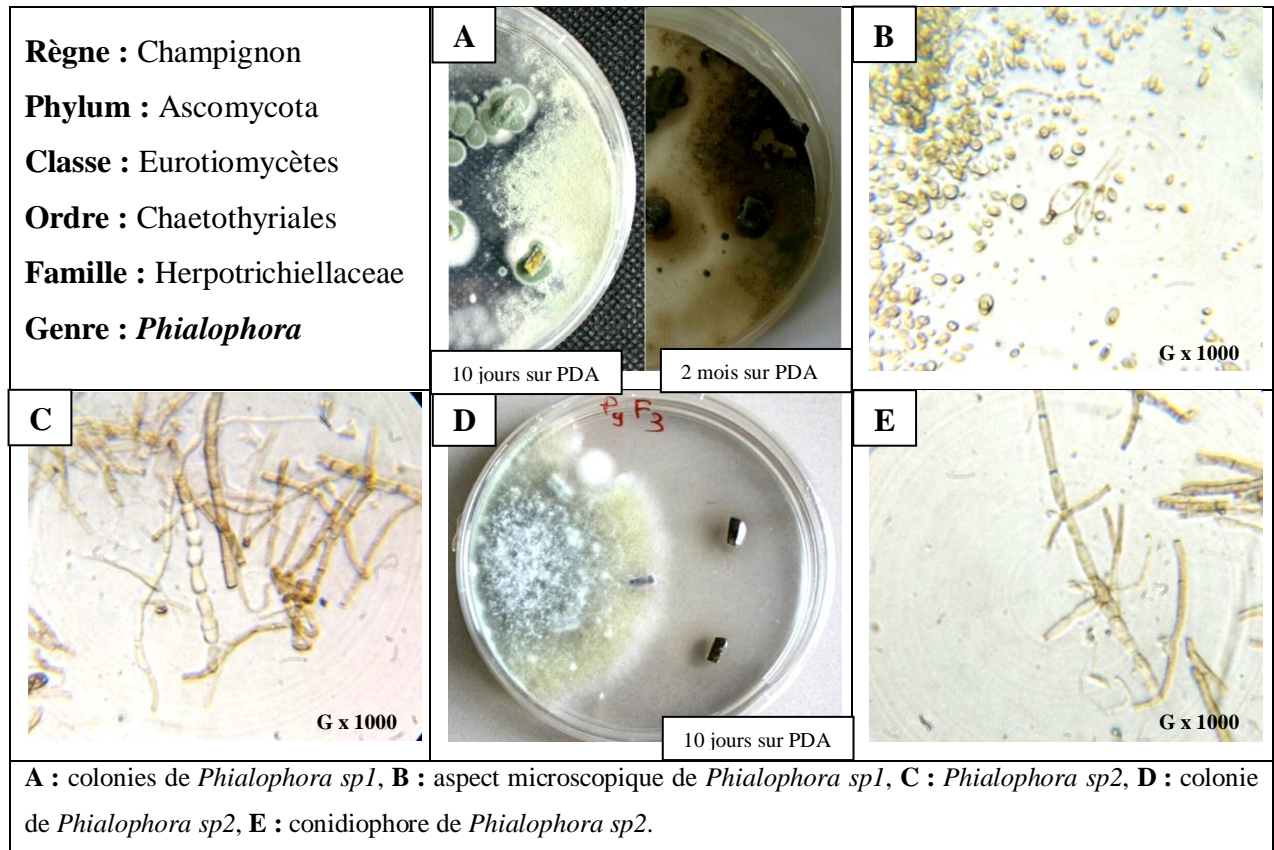 Règne : Champignon
Phylum : Ascomycota
Classe : Eurotiomycètes
Ordre : Chaetothyriales
Famille : Herpotrichiellaceae
Genre : Phialophora
A
10 jours sur PDA
2 mois sur PDA
B
G x 1000
C
G x 1000
D
F3
10 jours sur PDA
E
G x 1000
A : colonies de Phialophora sp1, B : aspect microscopique de Phialophora sp1, C : Phialophora sp2, D : colonie
de Phialophora sp2, E : conidiophore de Phialophora sp2.